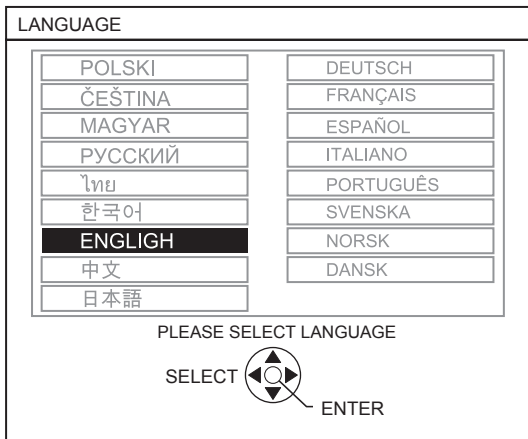 LANGUAGE
POLSKI
ČEŠTINA
MAGYAR
РУССКИЙ
ไทย
한국어
ENGLIGH
中文
日本語
DEUTSCH
FRANÇAIS
ESPAÑOL
ITALIANO
PORTUGUÊS
SVENSKA
NORSK
DANSK
PLEASE SELECT LANGUAGE
SELECT
ENTER